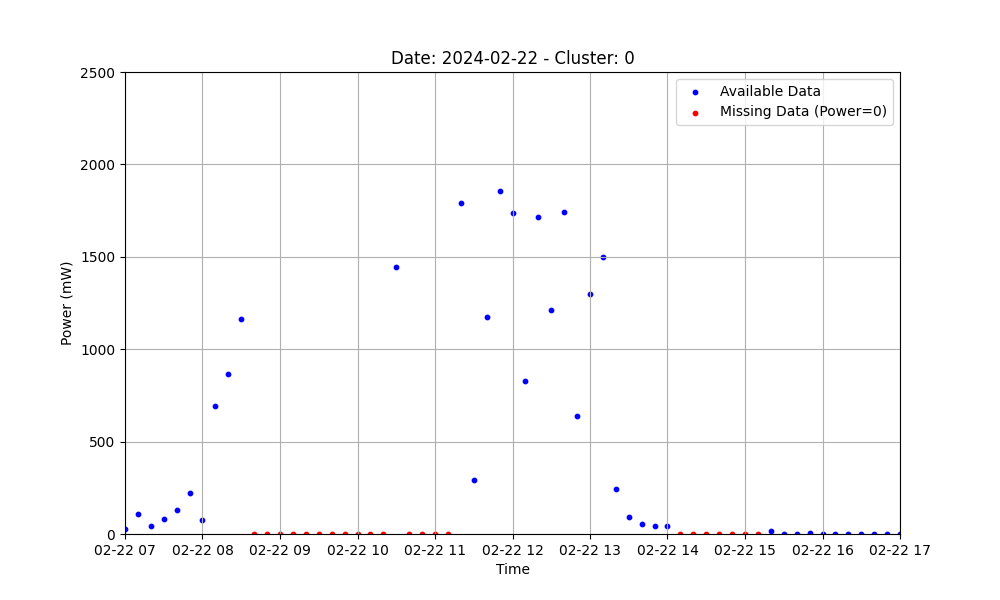 Date: 2024-02-22 - Cluster: 0
Available Data
Missing Data (Power=0)
2500
2000
1500
1000
500
0
Power (mW)
02-22 07 02-22 08 02-22 09 02-22 10 02-22 11 02-22 12 02-22 13 02-22 14 02-22 15 02-22 16 02-22 17
Time